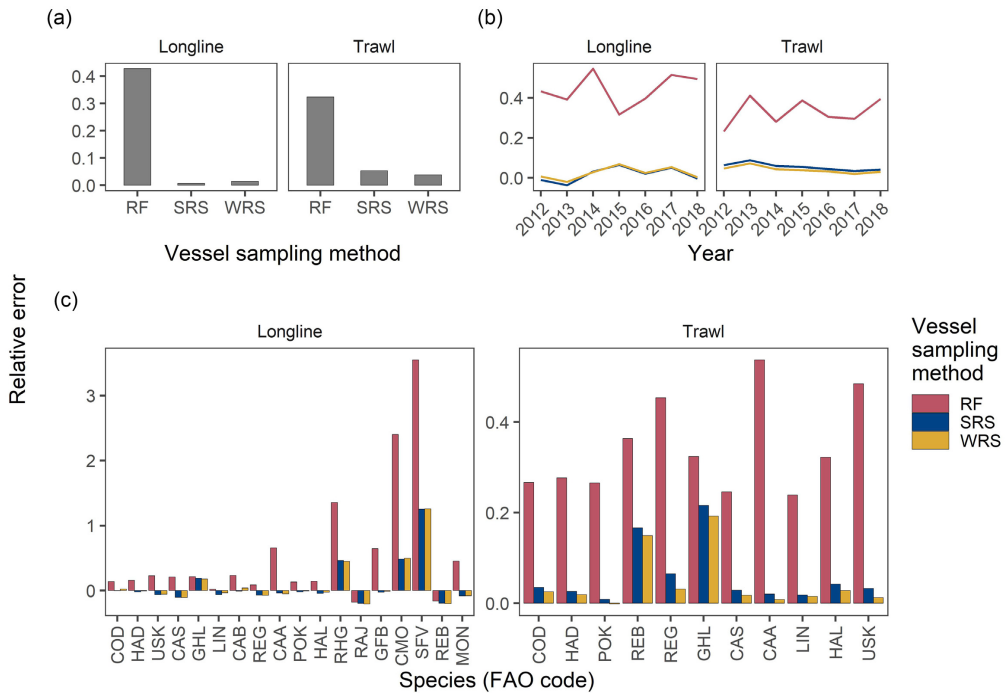 (a)
Longline
Trawl
0.4
0.3
0.2
0.1
0.0
RF SRS WRS
RF SRS WRS
Vessel sampling method
(b)
Longline
Trawl
0.4
0.2
0.0
2012 2013 2014 2015 2016 2017 2018
2012 2013 2014 2015 2016 2017 2018
Year
Relative error
(c)
Longline
Trawl
3
2
1
0
COD HAD USK CAS GHL LIN CAB REG CAA POK HAL RHG RAJ GFB CMO SFV REB MON
0.4
0.2
0.0
COD HAD POK REB REG GHL CAS CAA LIN HAL USK
Species (FAO code)
Vessel
sampling
method
RF
SRS
WRS